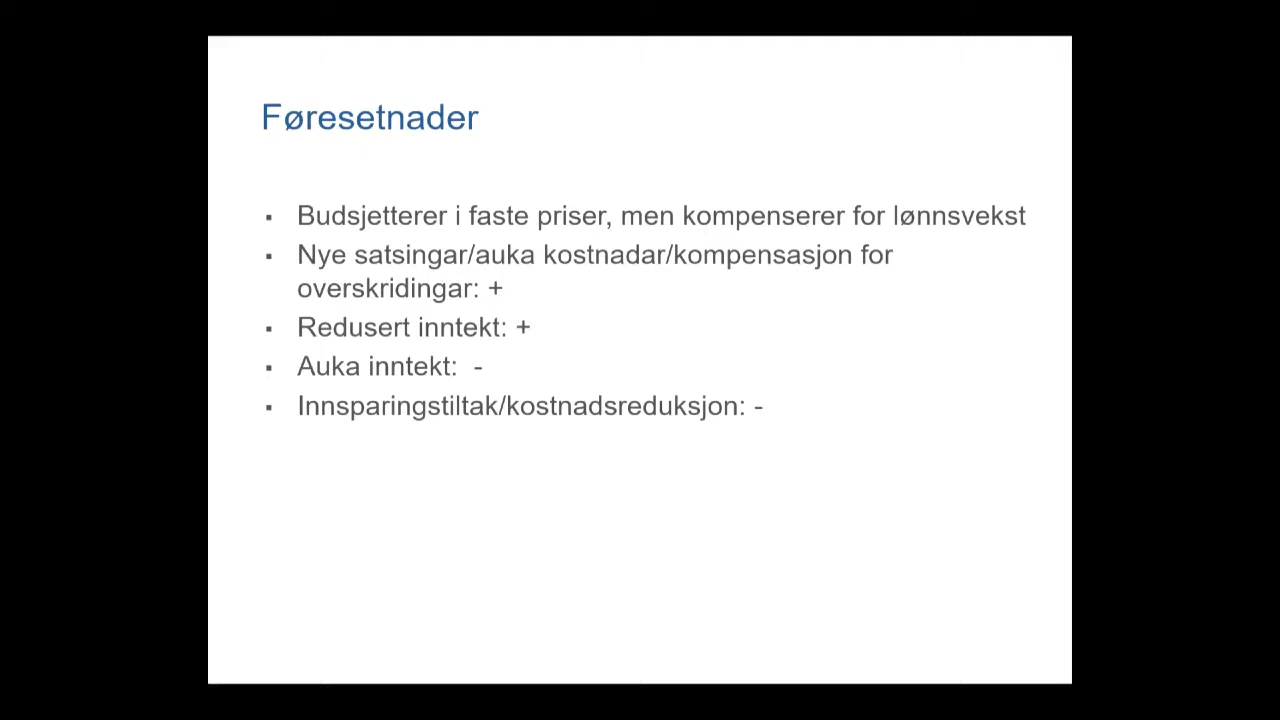 Føresetnader
▪ Budsjetterer i faste priser, men kompenserer for lønnsvekst
▪ Nye satsingar/auka kostnadar/kompensasjon for
overskridingar: +
▪ Redusert inntekt: +
▪ Auka inntekt:  -
▪ Innsparingstiltak/kostnadsreduksjon: -